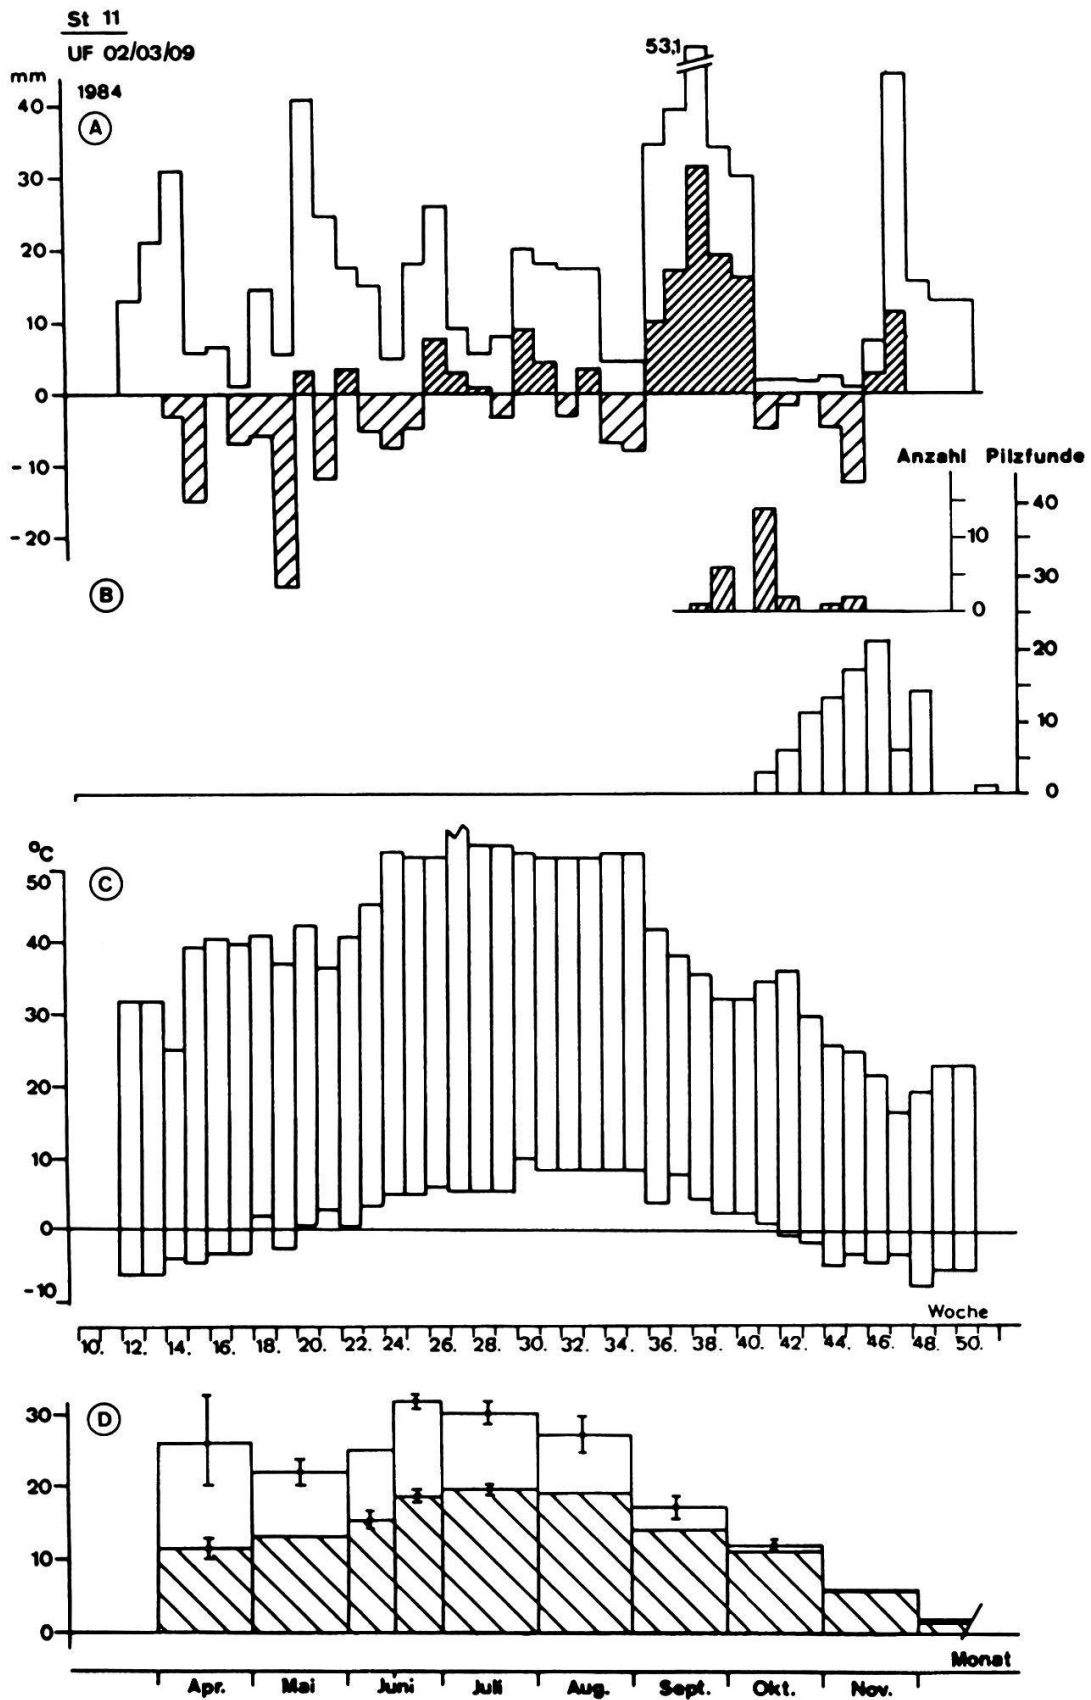 St 11
UF 02/03/09
mm
1984
A
53,1
40
30
20
10
0
-10
-20
Anzahl Pilzfunde
10
0
40
30
20
10
0
B
°C
C
50
40
30
20
10
0
-10
Woche
10. 12. 14. 16. 18. 20. 22. 24. 26. 28. 30. 32. 34. 36. 38. 40. 42. 44. 46. 48. 50.
D
30
20
10
0
Monat
Apr. Mai Juni Juli Aug. Sept. Okt. Nov.